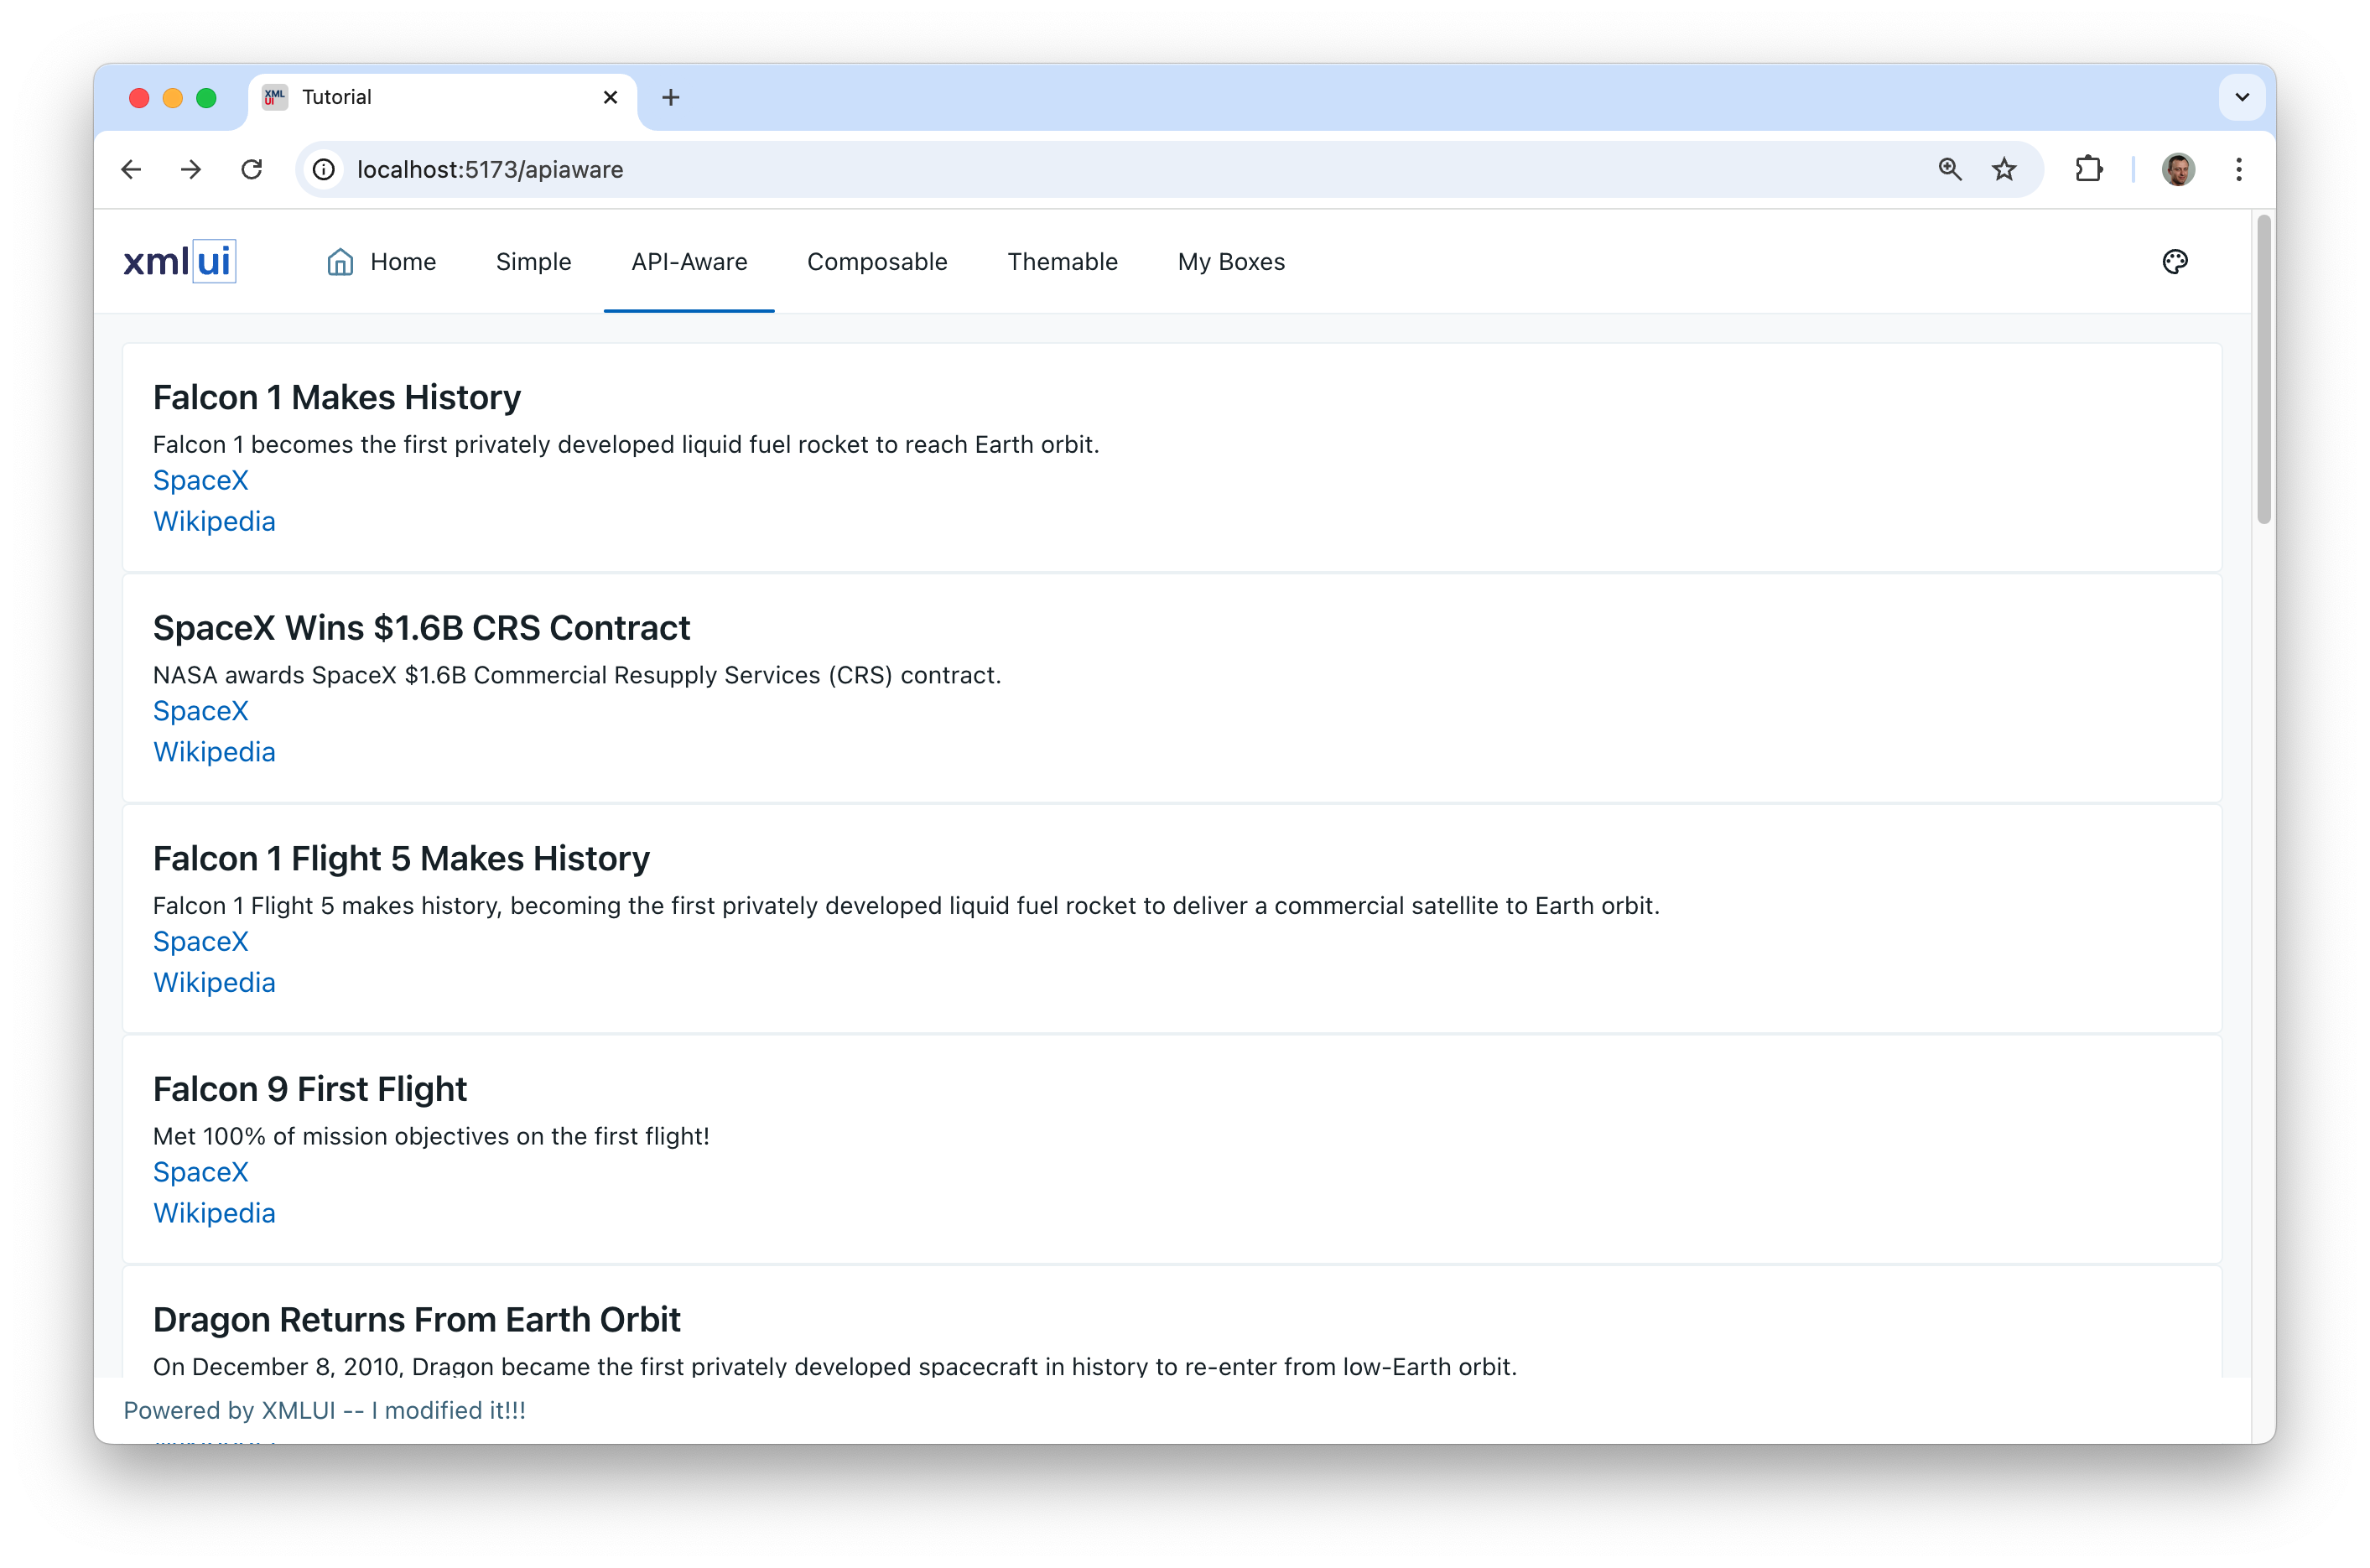 XML
UI
Tutorial
localhost:5173/apiaware
xmlui
Home Simple API-Aware Composable Themable My Boxes
Falcon 1 Makes History
Falcon 1 becomes the first privately developed liquid fuel rocket to reach Earth orbit.
SpaceX
Wikipedia
SpaceX Wins $1.6B CRS Contract
NASA awards SpaceX $1.6B Commercial Resupply Services (CRS) contract.
SpaceX
Wikipedia
Falcon 1 Flight 5 Makes History
Falcon 1 Flight 5 makes history, becoming the first privately developed liquid fuel rocket to deliver a commercial satellite to Earth orbit.
SpaceX
Wikipedia
Falcon 9 First Flight
Met 100% of mission objectives on the first flight!
SpaceX
Wikipedia
Dragon Returns From Earth Orbit
On December 8, 2010, Dragon became the first privately developed spacecraft in history to re-enter from low-Earth orbit.
Powered by XMLUI -- I modified it!!!